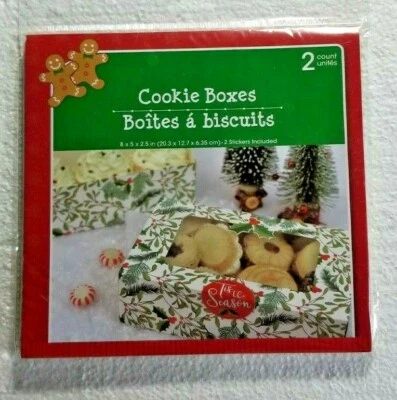 2 count
unités
Cookie Boxes
Boîtes á biscuits
8 x 5 x 2.5 in (20.3 x 12.7 x 6.35 cm) • 2 Stickers Included
Tis the
Season